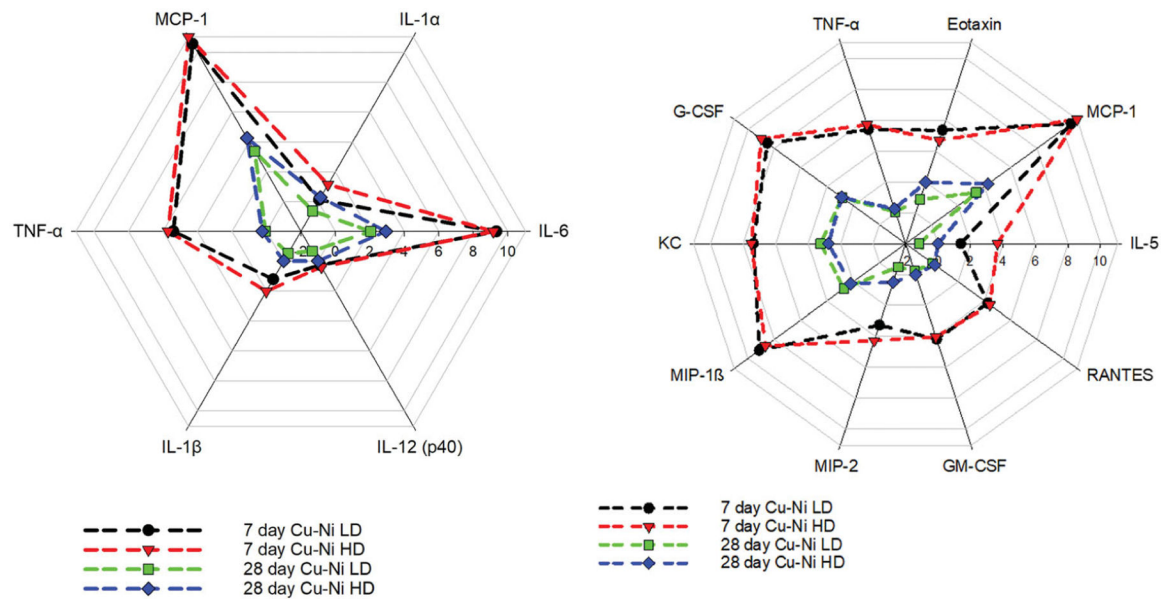 MCP-1
IL-1α
TNF-α
-2 0 2 4 6 8 10
IL-6
IL-1β
IL-12 (p40)
7 day Cu-Ni LD
7 day Cu-Ni HD
28 day Cu-Ni LD
28 day Cu-Ni HD
TNF-α
Eotaxin
G-CSF
MCP-1
KC
-2 0 2 4 6 8 10
IL-5
MIP-1ß
RANTES
MIP-2
GM-CSF
7 day Cu-Ni LD
7 day Cu-Ni HD
28 day Cu-Ni LD
28 day Cu-Ni HD